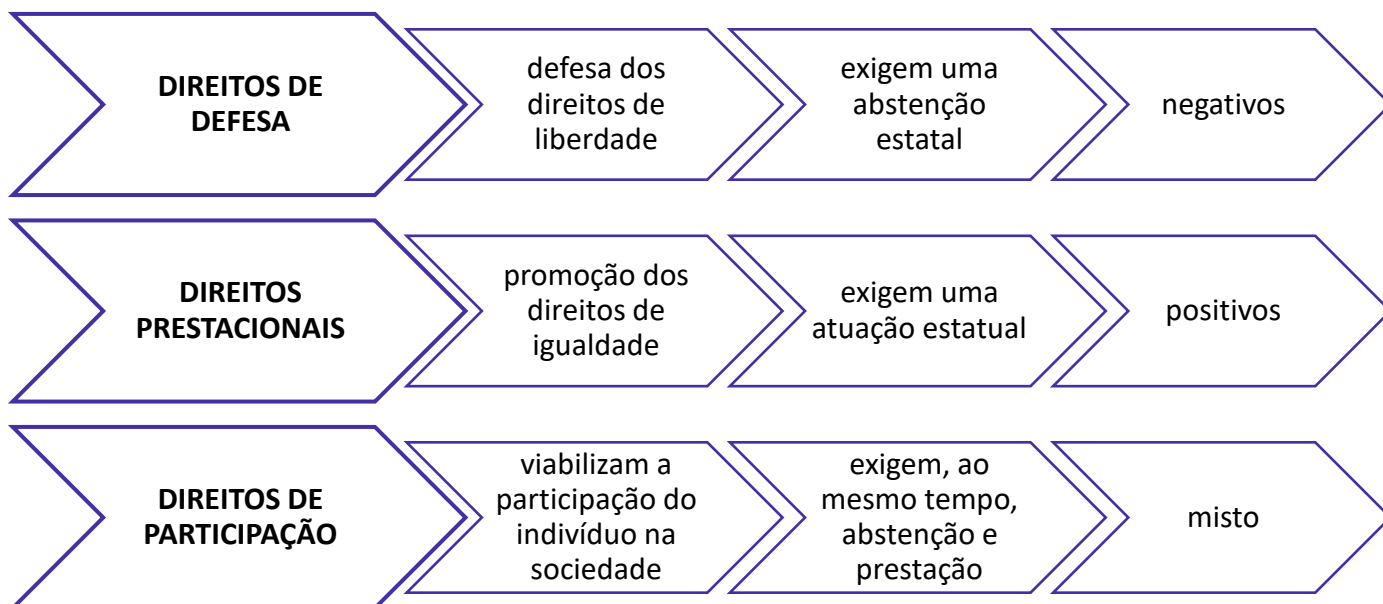 DIREITOS DE
DEFESA
defesa dos
direitos de
liberdade
exigem uma
abstenção
estatal
negativos
DIREITOS
PRESTACIONAIS
promoção dos
direitos de
igualdade
exigem uma
atuação estatual
positivos
DIREITOS DE
PARTICIPAÇÃO
viabilizam a
participação do
indivíduo na
sociedade
exigem, ao
mesmo tempo,
abstenção e
prestação
misto